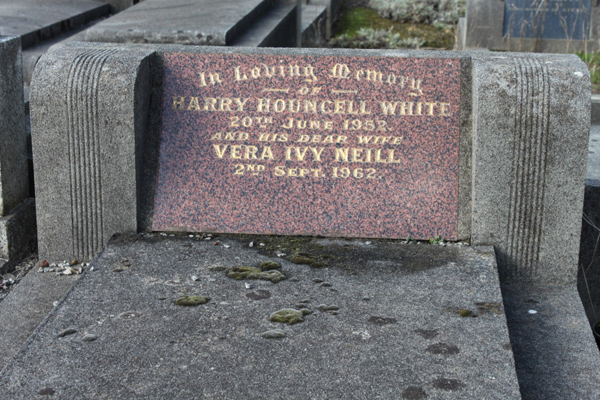 In Loving Memory
OF
HARRY HOUNCELL WHITE
20TH JUNE 1952
AND HIS DEAR WIFE
VERA IVY NEILL
2ND SEPT. 1962.